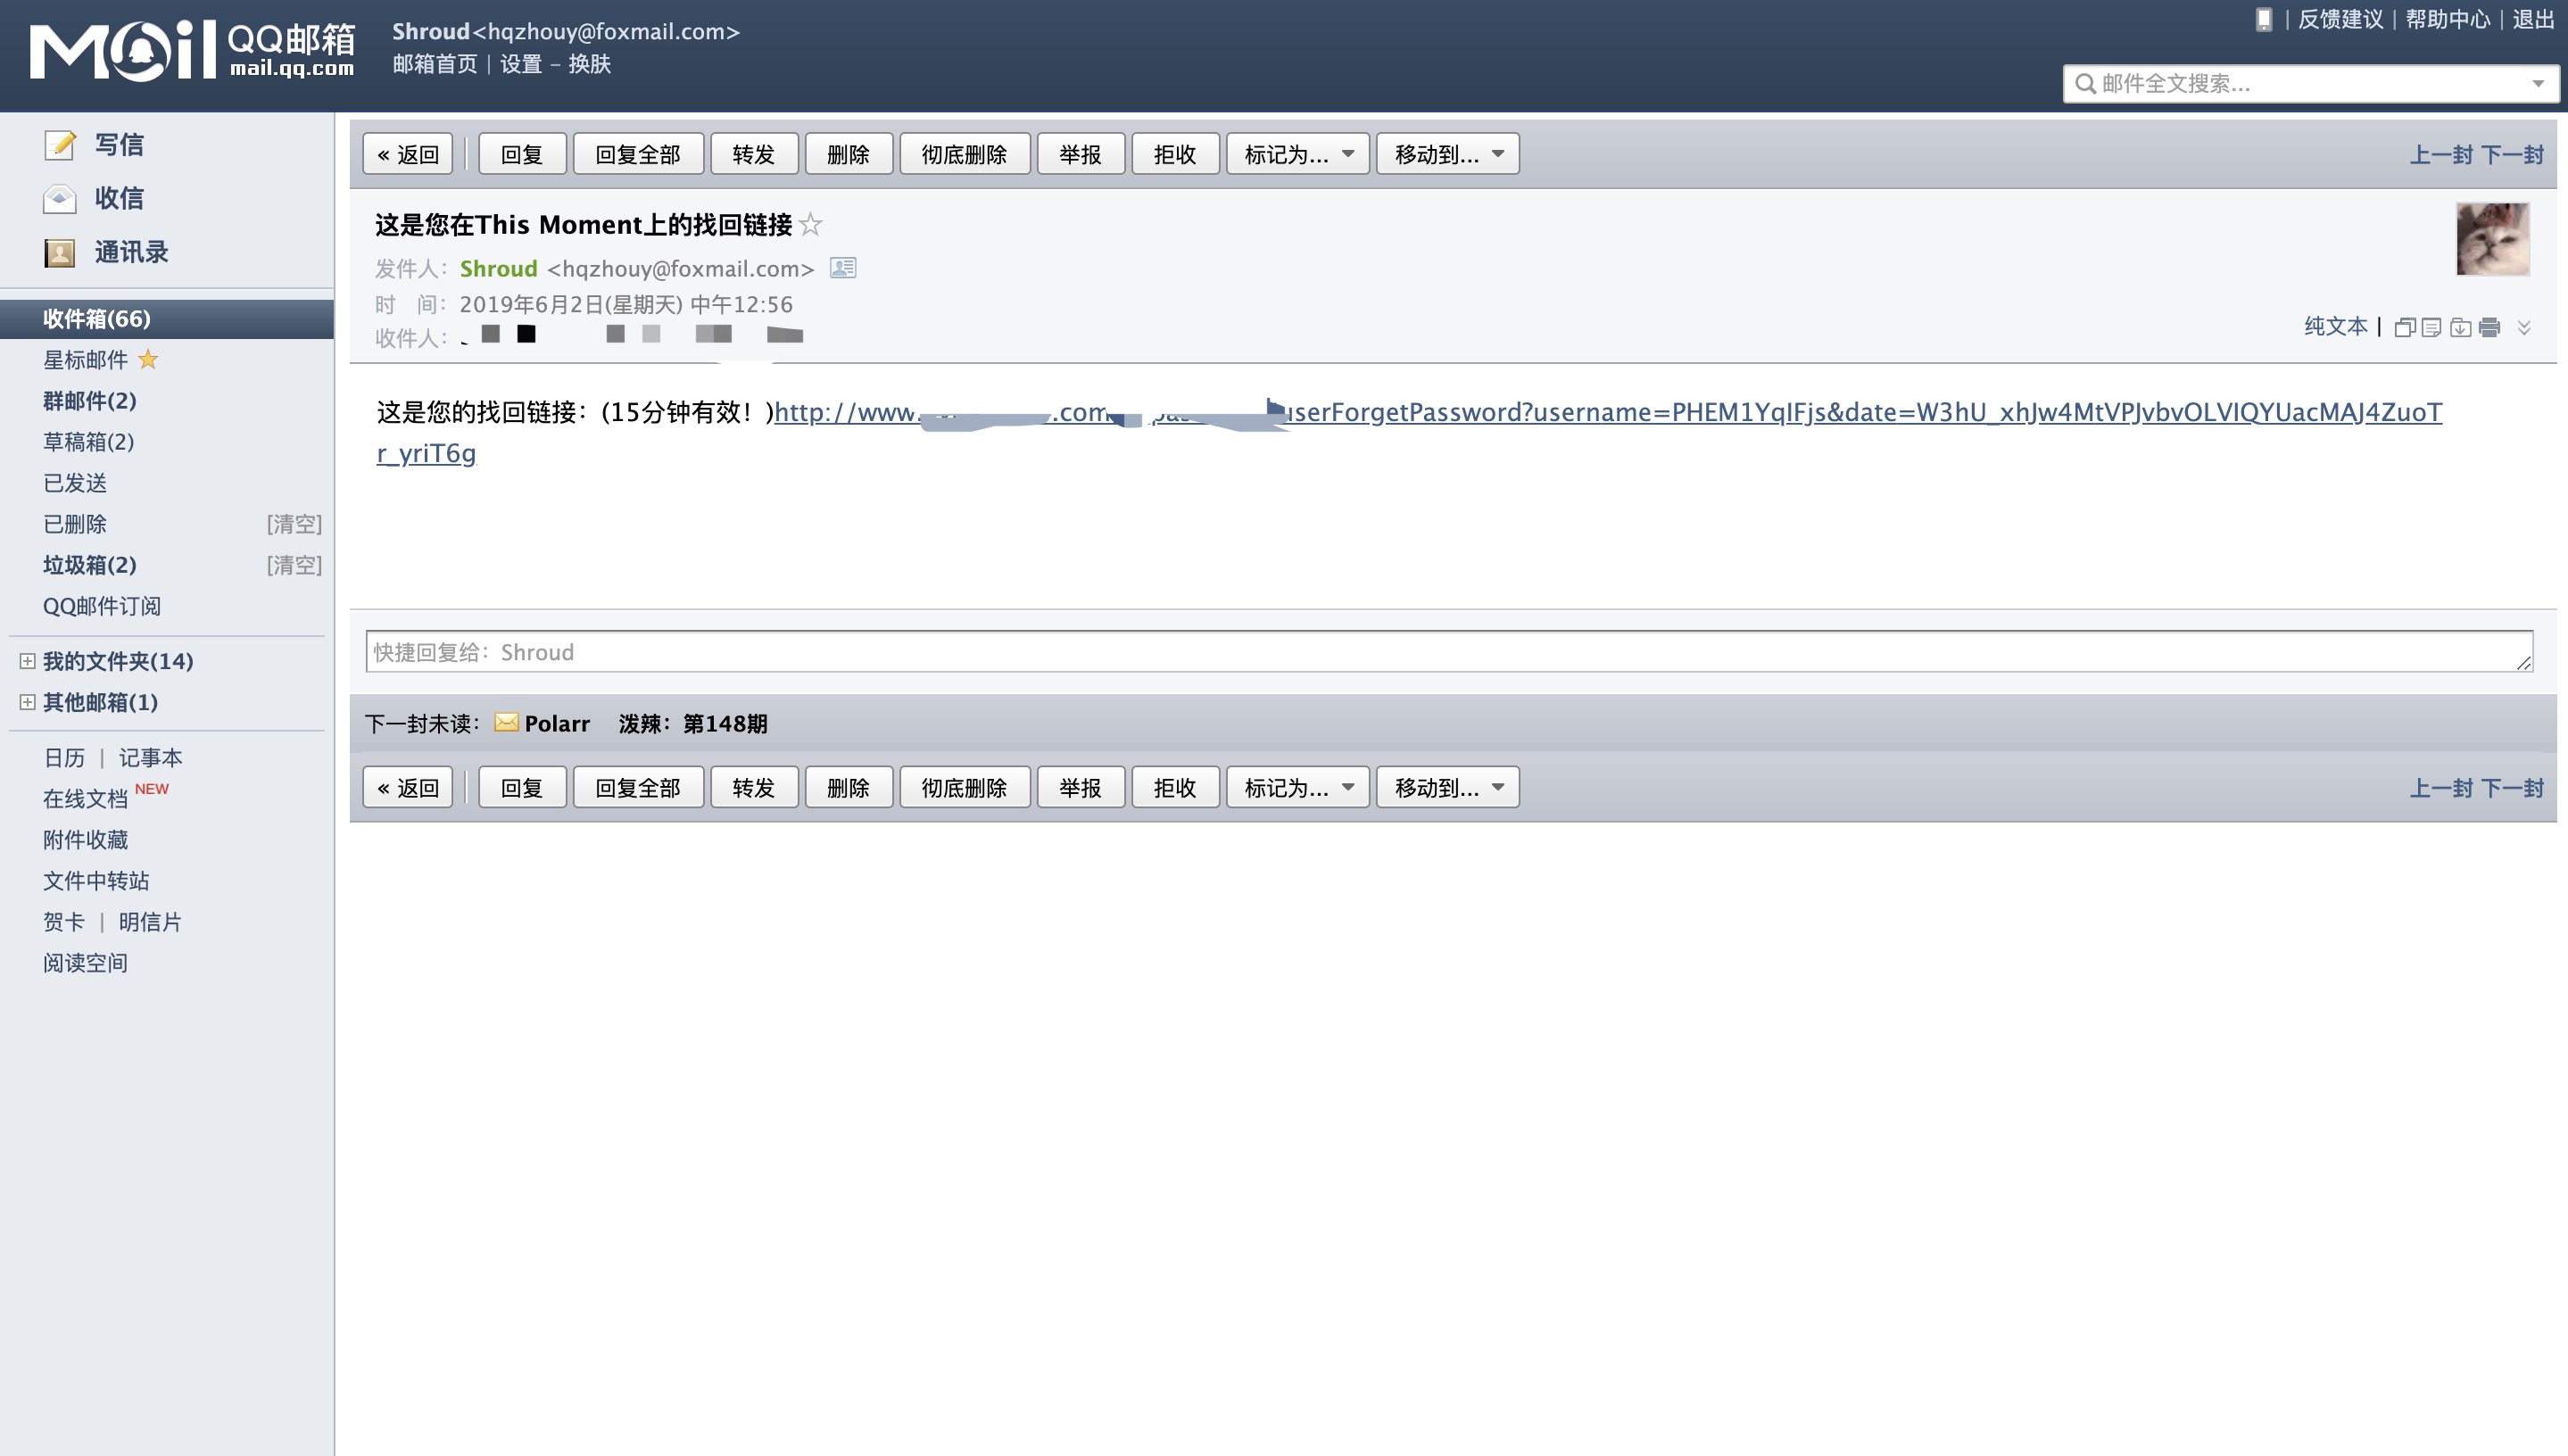 Mail QQ邮箱 mail.qq.com
Shroud<hqzhouy@foxmail.com>
邮箱首页 | 设置 - 换肤
| 反馈建议 | 帮助中心 | 退出
邮件全文搜索...
写信
收信
通讯录
收件箱(66)
星标邮件
群邮件(2)
草稿箱(2)
已发送
已删除 [清空]
垃圾箱(2) [清空]
QQ邮件订阅
我的文件夹(14)
其他邮箱(1)
日历 | 记事本
在线文档 NEW
附件收藏
文件中转站
贺卡 | 明信片
阅读空间
« 返回 回复 回复全部 转发 删除 彻底删除 举报 拒收 标记为... 移动到... 上一封 下一封
这是您在This Moment上的找回链接
发件人：Shroud <hqzhouy@foxmail.com>
时 间：2019年6月2日(星期天) 中午12:56
收件人：
纯文本 |
这是您的找回链接：(15分钟有效！)http://www. .com userForgetPassword?username=PHEM1YqIFjs&date=W3hU_xhJw4MtVPJvbvOLVIQYUacMAJ4ZuoT
r_yriT6g
快捷回复给：Shroud
下一封未读： Polarr 泼辣：第148期
« 返回 回复 回复全部 转发 删除 彻底删除 举报 拒收 标记为... 移动到... 上一封 下一封